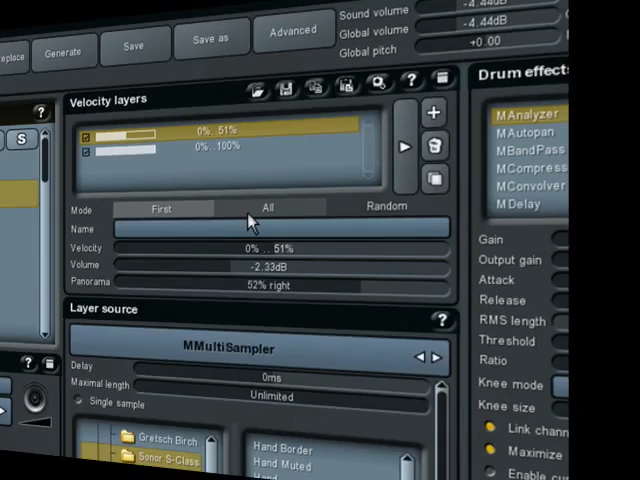 Generate
Save
Save as
Advanced
Sound volume
-4.44dB
Global volume
-4.44dB
Global pitch
+0.00
Velocity layers
0%.. 51%
0%..100%
Mode
First
All
Random
Name
Velocity
0% .. 51%
Volume
-2.33dB
Panorama
52% right
Layer source
MMultiSampler
Delay
0ms
Maximal length
Unlimited
Single sample
Gretsch Birch
Sonor S-Class
Hand Border
Hand Muted
Hand
?
S
?
?
?
Drum effects
MAnalyzer
MAutopan
MBandPass
MCompress
MConvolver
MDelay
Gain
Output gain
Attack
Release
RMS length
Threshold
Ratio
Knee mode
Knee size
Link chann
Maximize